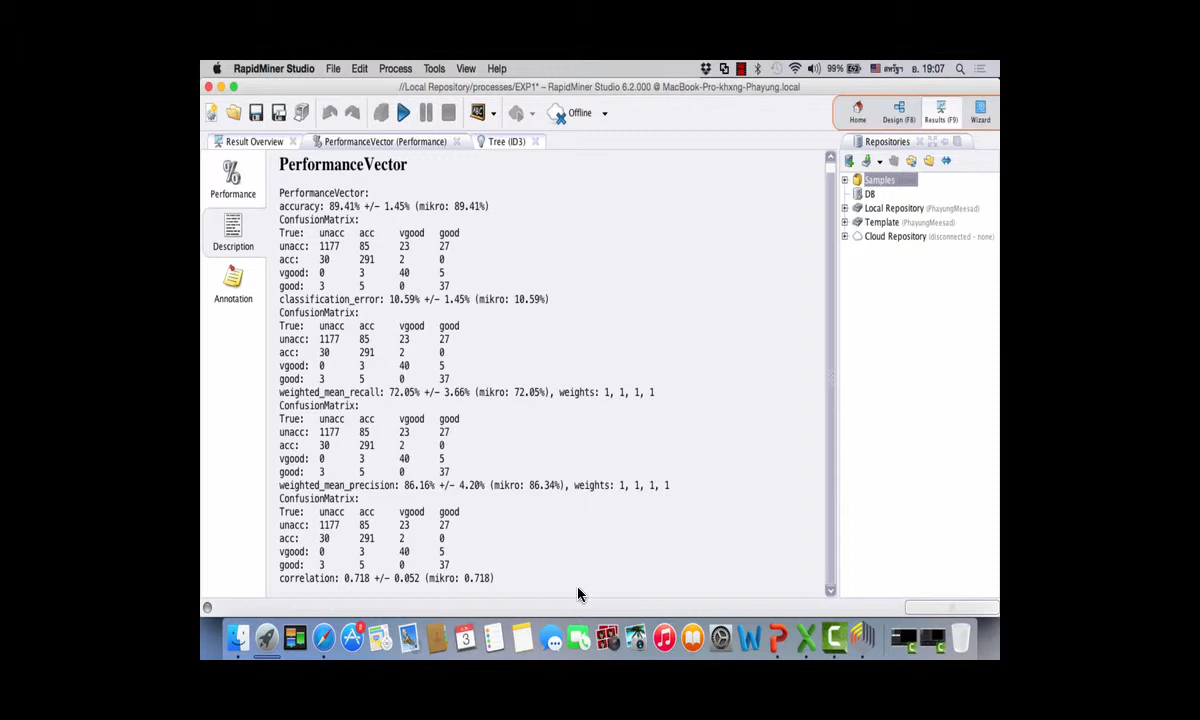 RapidMiner Studio File Edit Process Tools View Help 99% อ. 19:07
//Local Repository/processes/EXP1* – RapidMiner Studio 6.2.000 @ MacBook-Pro-khxng-Phayung.local
Offline
Home Design (F8) Results (F9) Wizard
Result Overview PerformanceVector (Performance) Tree (ID3) Repositories
Performance
Description
Annotation
PerformanceVector
PerformanceVector:
accuracy: 89.41% +/- 1.45% (mikro: 89.41%)
ConfusionMatrix:
True: unacc acc vgood good
unacc: 1177 85 23 27
acc: 30 291 2 0
vgood: 0 3 40 5
good: 3 5 0 37
classification_error: 10.59% +/- 1.45% (mikro: 10.59%)
ConfusionMatrix:
True: unacc acc vgood good
unacc: 1177 85 23 27
acc: 30 291 2 0
vgood: 0 3 40 5
good: 3 5 0 37
weighted_mean_recall: 72.05% +/- 3.66% (mikro: 72.05%), weights: 1, 1, 1, 1
ConfusionMatrix:
True: unacc acc vgood good
unacc: 1177 85 23 27
acc: 30 291 2 0
vgood: 0 3 40 5
good: 3 5 0 37
weighted_mean_precision: 86.16% +/- 4.20% (mikro: 86.34%), weights: 1, 1, 1, 1
ConfusionMatrix:
True: unacc acc vgood good
unacc: 1177 85 23 27
acc: 30 291 2 0
vgood: 0 3 40 5
good: 3 5 0 37
correlation: 0.718 +/- 0.052 (mikro: 0.718)
Samples
DB
Local Repository (PhayungMeesad)
Template (PhayungMeesad)
Cloud Repository (disconnected – none)
3